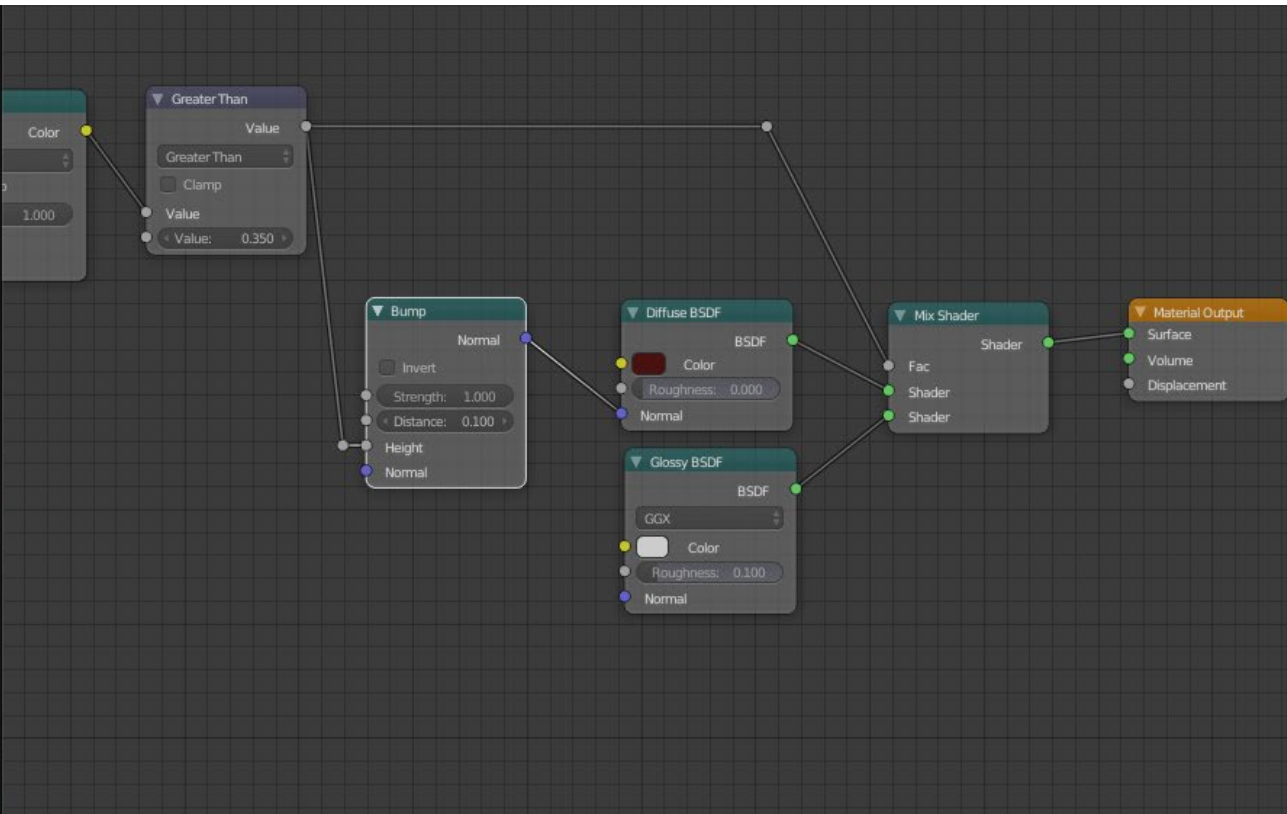 Color
1.000
Greater Than
Value
Greater Than
Clamp
Value
Value: 0.350
Bump
Normal
Invert
Strength: 1.000
Distance: 0.100
Height
Normal
Diffuse BSDF
BSDF
Color
Roughness: 0.000
Normal
Glossy BSDF
BSDF
GGX
Color
Roughness: 0.100
Normal
Mix Shader
Shader
Fac
Shader
Shader
Material Output
Surface
Volume
Displacement